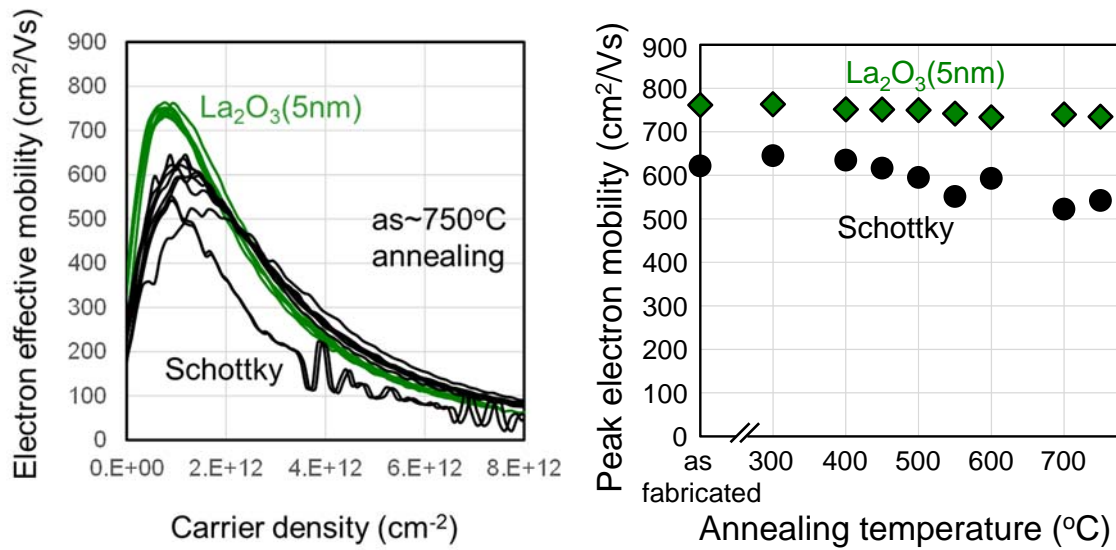 Electron effective mobility (cm²/Vs)
900
800
700
600
500
400
300
200
100
0
La₂O₃(5nm)
as~750°C
annealing
Schottky
0.E+00 2.E+12 4.E+12 6.E+12 8.E+12
Carrier density (cm⁻²)
Peak electron mobility (cm²/Vs)
900
800
700
600
500
400
300
200
100
0
La₂O₃(5nm)
Schottky
as 300 400 500 600 700
fabricated
Annealing temperature (°C)